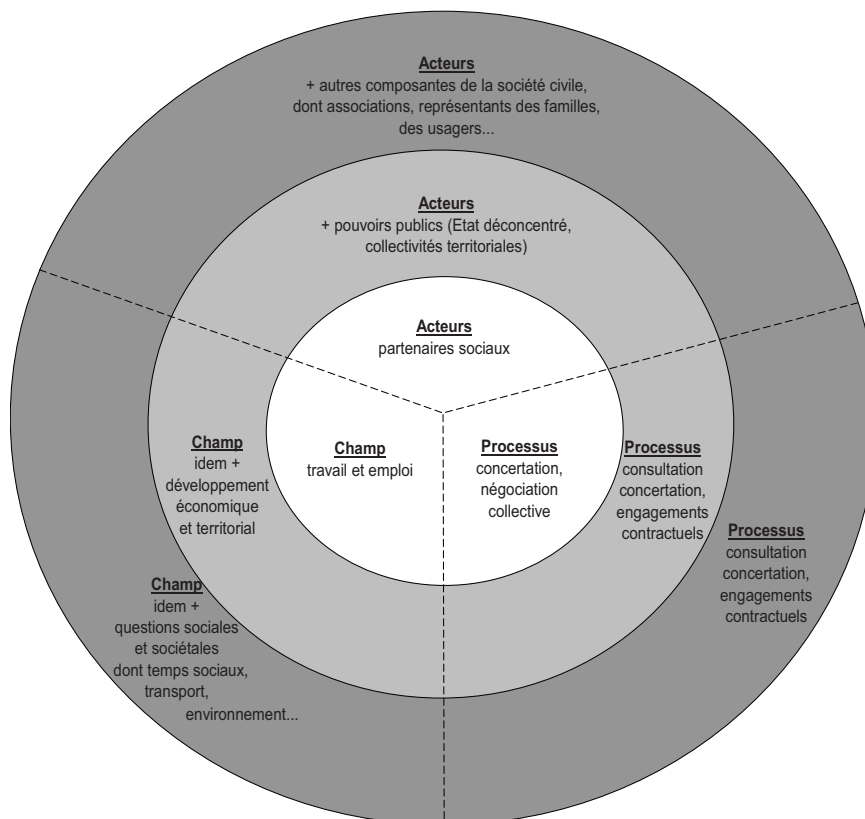 Acteurs
+ autres composantes de la société civile,
dont associations, représentants des familles,
des usagers...
Acteurs
+ pouvoirs publics (Etat déconcentré,
collectivités territoriales)
Acteurs
partenaires sociaux
Champ
idem +
développement
économique
et territorial
Champ
travail et emploi
Processus
concertation,
négociation
collective
Processus
consultation
concertation,
engagements
contractuels
Processus
consultation
concertation,
engagements
contractuels
Champ
idem +
questions sociales
et sociétales
dont temps sociaux,
transport,
environnement...